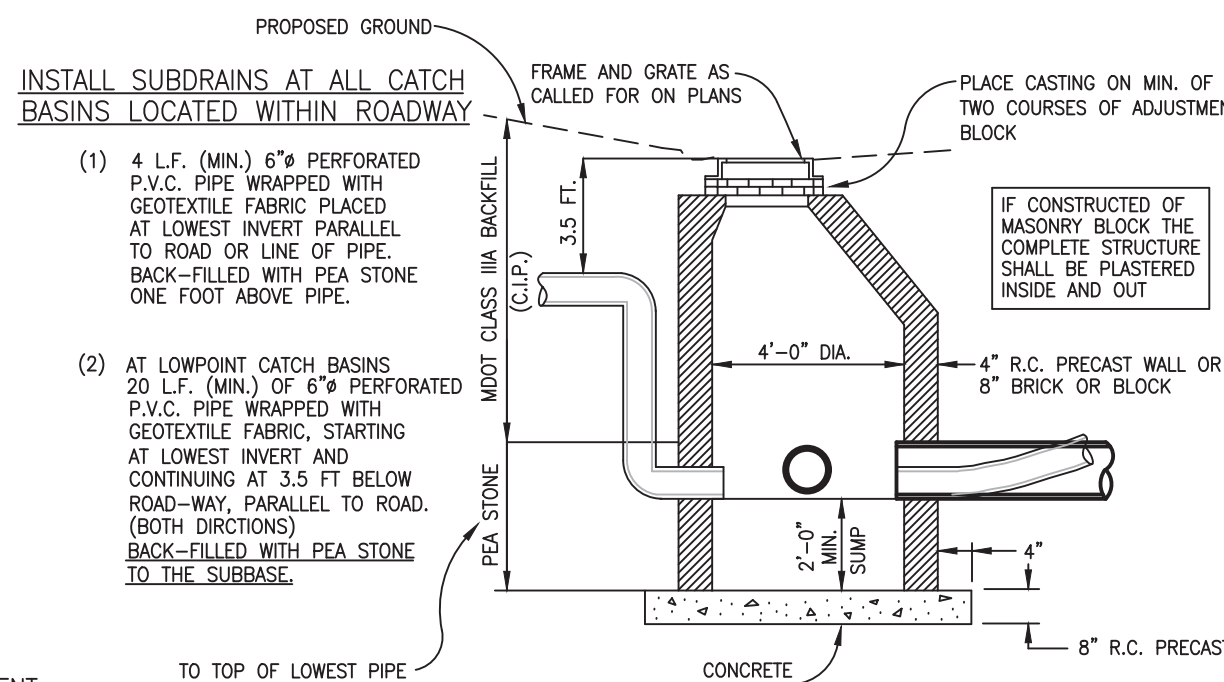 PROPOSED GROUND
INSTALL SUBDRAINS AT ALL CATCH
BASINS LOCATED WITHIN ROADWAY
FRAME AND GRATE AS
CALLED FOR ON PLANS
PLACE CASTING ON MIN. OF
TWO COURSES OF ADJUSTMEN
BLOCK
(1) 4 L.F. (MIN.) 6"ø PERFORATED
P.V.C. PIPE WRAPPED WITH
GEOTEXTILE FABRIC PLACED
AT LOWEST INVERT PARALLEL
TO ROAD OR LINE OF PIPE.
BACK-FILLED WITH PEA STONE
ONE FOOT ABOVE PIPE.
MDOT CLASS IIIA BACKFILL
(C.I.P.)
3.5 FT.
IF CONSTRUCTED OF
MASONRY BLOCK THE
COMPLETE STRUCTURE
SHALL BE PLASTERED
INSIDE AND OUT
(2) AT LOWPOINT CATCH BASINS
20 L.F. (MIN.) OF 6"ø PERFORATED
P.V.C. PIPE WRAPPED WITH
GEOTEXTILE FABRIC, STARTING
AT LOWEST INVERT AND
CONTINUING AT 3.5 FT BELOW
ROAD-WAY, PARALLEL TO ROAD.
(BOTH DIRCTIONS)
BACK-FILLED WITH PEA STONE
TO THE SUBBASE.
4'-0" DIA.
4" R.C. PRECAST WALL OR
8" BRICK OR BLOCK
PEA STONE
2'-0"
MIN.
SUMP
4"
8" R.C. PRECAST
TO TOP OF LOWEST PIPE
CONCRETE
ENT